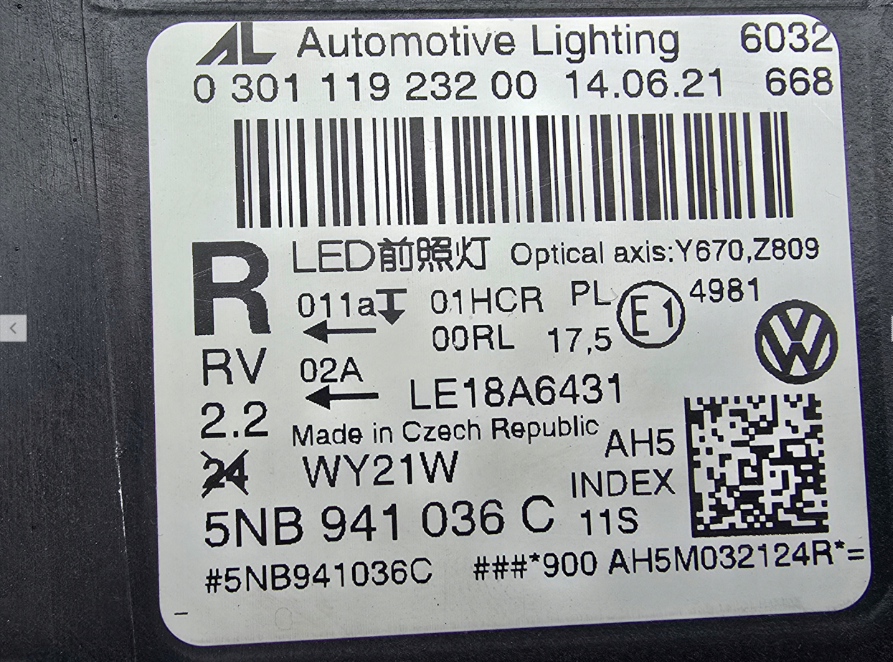 AL Automotive Lighting 6032
0 301 119 232 00 14.06.21 668
R LED前照灯 Optical axis:Y670,Z809
011a 01HCR PL E1 4981
00RL 17,5
RV 02A LE18A6431
2.2 Made in Czech Republic AH5
24 WY21W INDEX
5NB 941 036 C 11S
#5NB941036C ###*900 AH5M032124R*=